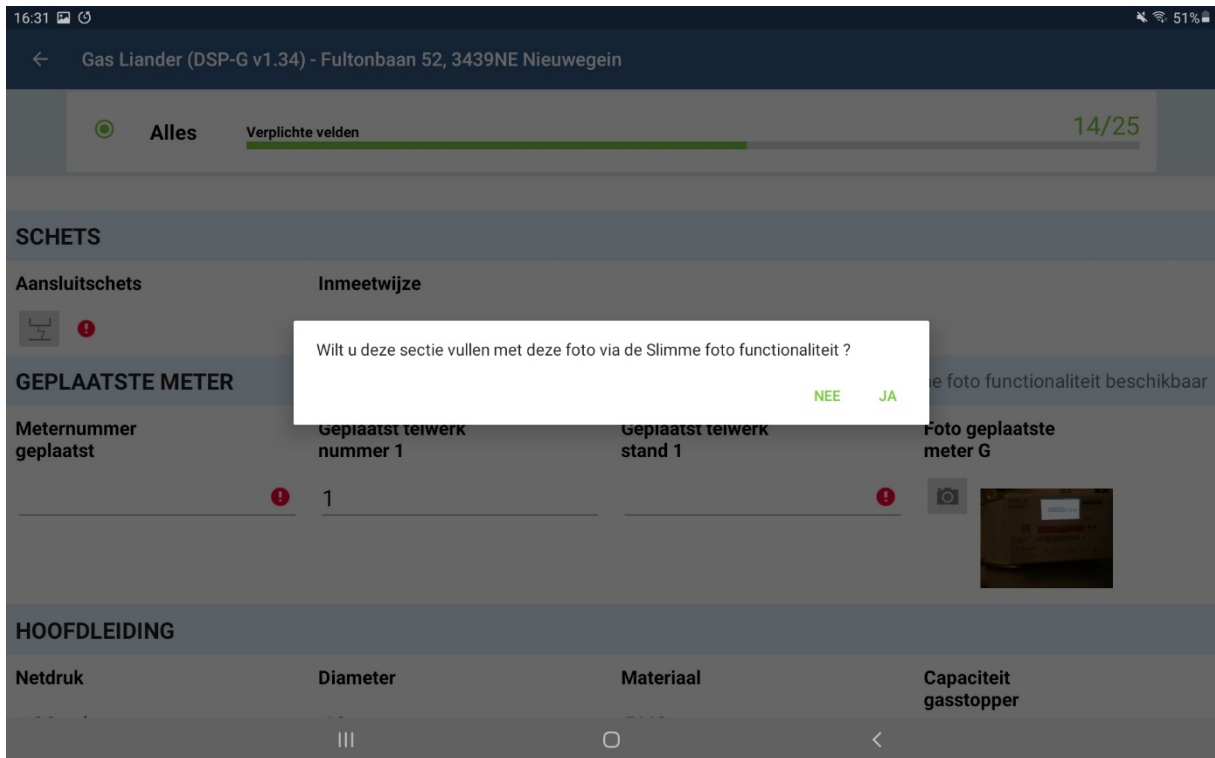 16:31 51%
Gas Liander (DSP-G v1.34) - Fultonbaan 52, 3439NE Nieuwegein
Alles Verplichte velden 14/25
SCHETS
Aansluitschets Inmeetwijze
Wilt u deze sectie vullen met deze foto via de Slimme foto functionaliteit ?
NEE JA
GEPLAATSTE METER foto functionaliteit beschikbaar
Meternummer geplaatst
Geplaatst telwerk nummer 1
Geplaatst telwerk stand 1
Foto geplaatste meter G
1
HOOFDLEIDING
Netdruk Diameter Materiaal Capaciteit gasstopper